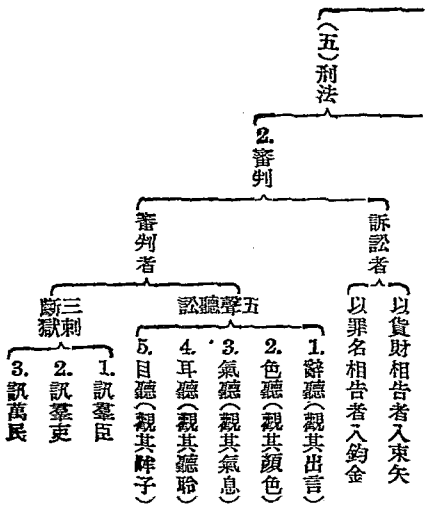 (五)刑法
2.審判
訴訟者
以貨財相告者入束矢
以罪名相告者入鈞金
審判者
五聲聽訟
1.辭聽(觀其出言)
2.色聽(觀其顏色)
3.氣聽(觀其氣息)
4.耳聽(觀其聽聆)
5.目聽(觀其眸子)
三刺
斷獄
1.訊羣臣
2.訊羣吏
3.訊萬民